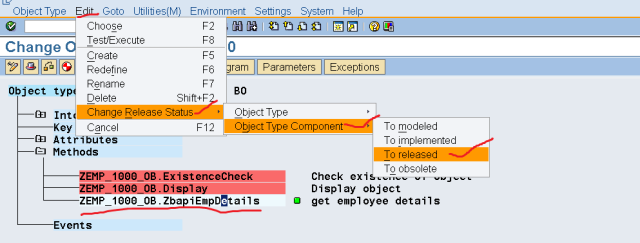 Object Type Edit Goto Utilities(M) Environment Settings System Help
Choose F2
Test/Execute F8
Change O
0
Create F5
Redefine F6
Rename F7
Delete Shift+F2
Change Release Status
Cancel F12
gram Parameters Exceptions
Object type
BO
Object Type
Object Type Component
To modeled
To implemented
To released
To obsolete
Inte
Key
Attributes
Methods
ZEMP_1000_OB.ExistenceCheck Check existence of object
ZEMP_1000_OB.Display Display object
ZEMP_1000_OB.ZbapiEmpDetails get employee details
Events